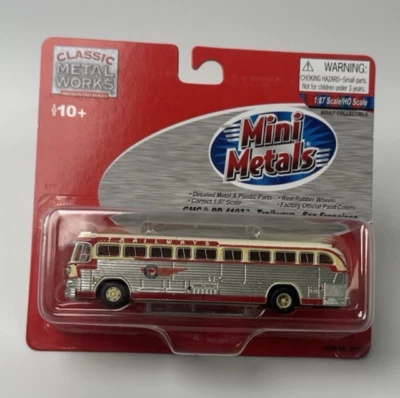 CLASSIC
METAL
WORKS
AGE 10+
WARNING:
CHOKING HAZARD–Small parts.
Not for children under 3 years.
1:87 Scale/HO Scale
ADULT COLLECTIBLE
Mini
Metals
• Detailed Metal & Plastic Parts
• Real Rubber Wheels
• Correct 1:87 Scale
• Factory Official Paint Colors
TRAILWAYS